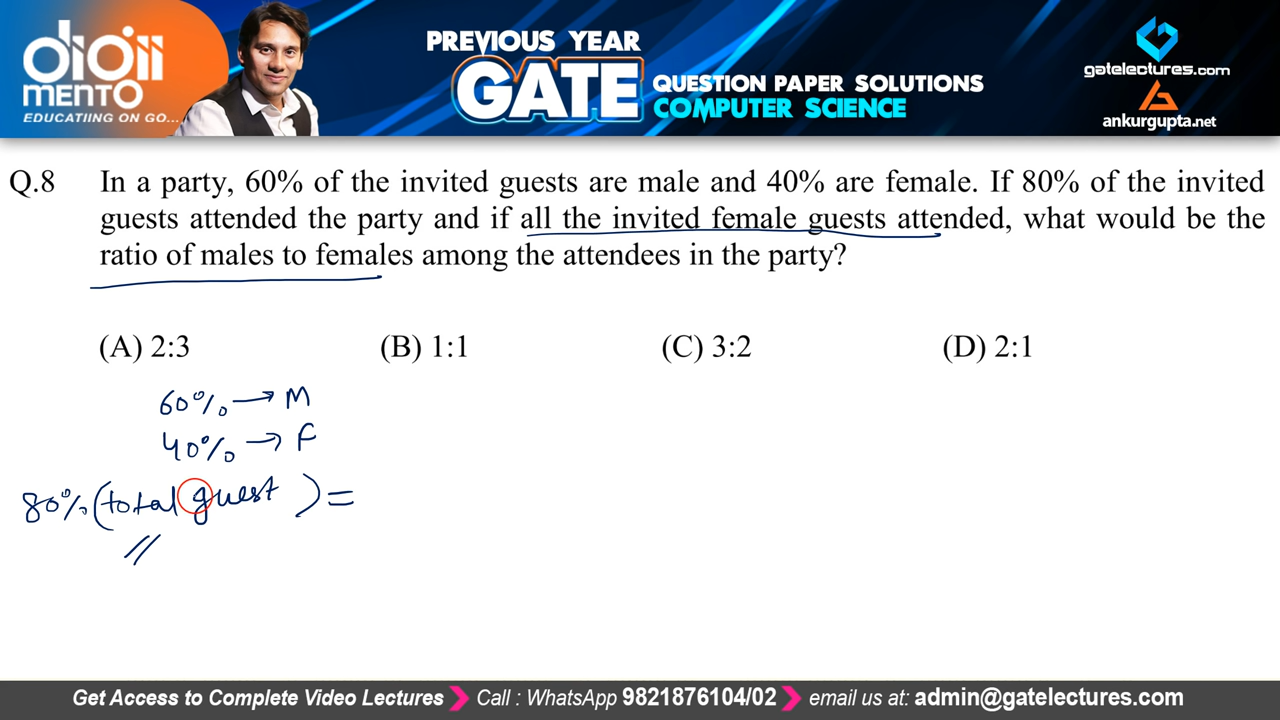 digiimento
EDUCATIING ON GO...
PREVIOUS YEAR
GATE
QUESTION PAPER SOLUTIONS
COMPUTER SCIENCE
gatelectures.com
ankurgupta.net
Q.8 In a party, 60% of the invited guests are male and 40% are female. If 80% of the invited
guests attended the party and if all the invited female guests attended, what would be the
ratio of males to females among the attendees in the party?
(A) 2:3 (B) 1:1 (C) 3:2 (D) 2:1
60% → M
40% → F
80% (total guest) =
Get Access to Complete Video Lectures Call : WhatsApp 9821876104/02 email us at: admin@gatelectures.com